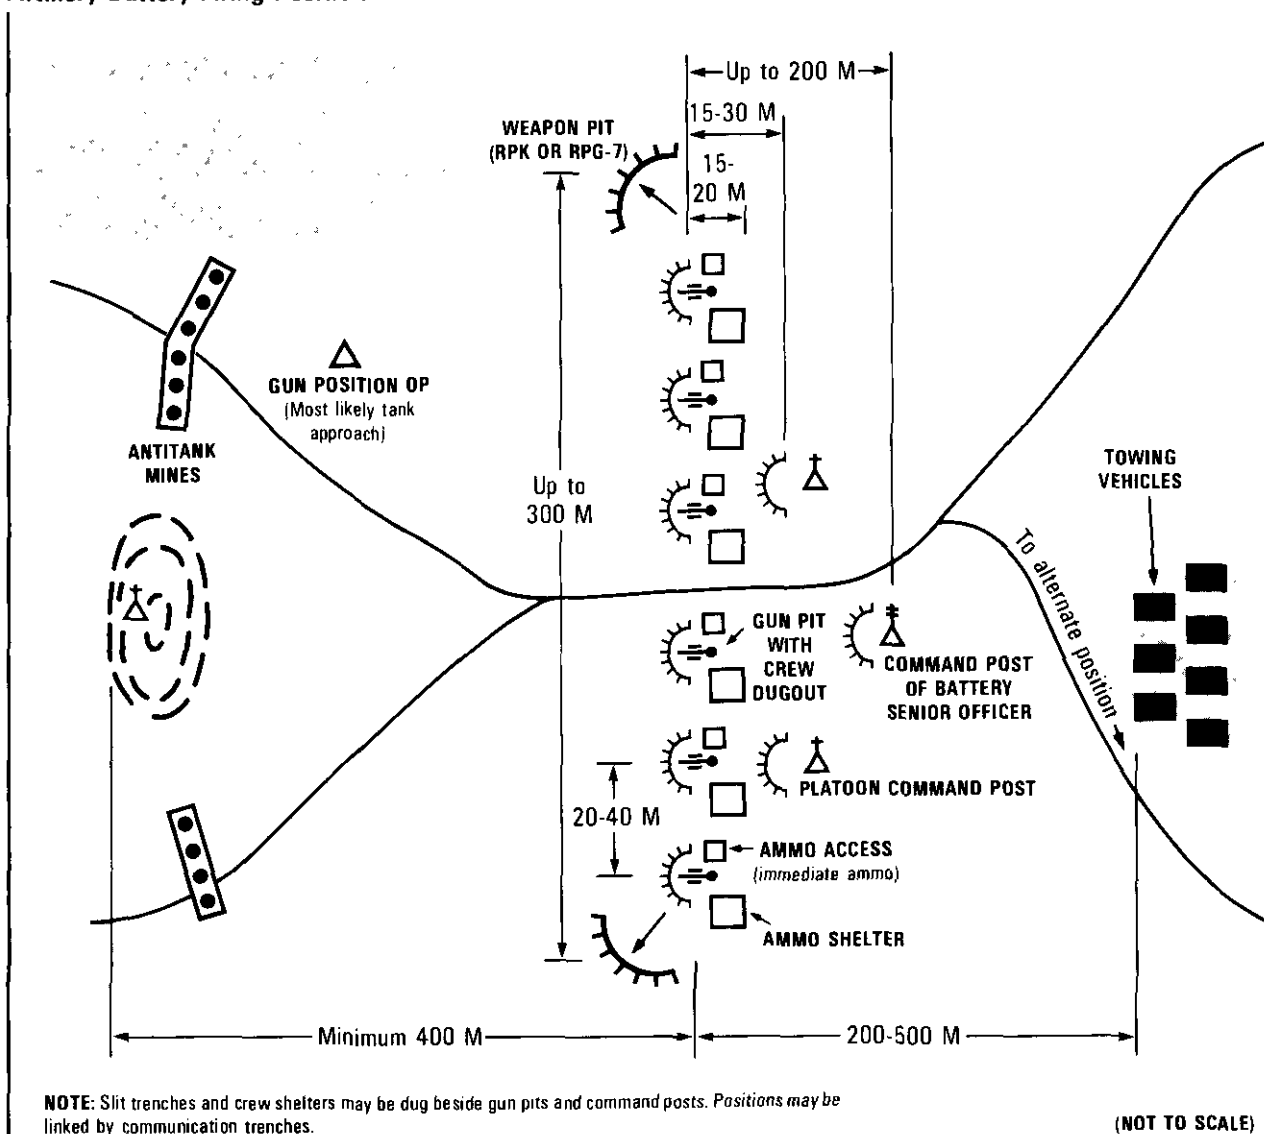 Up to 200 M
15-30 M
WEAPON PIT
(RPK OR RPG-7)
15-
20 M
GUN POSITION OP
(Most likely tank
approach)
ANTITANK
MINES
Up to
300 M
TOWING
VEHICLES
To alternate position
GUN PIT
WITH
CREW
DUGOUT
COMMAND POST
OF BATTERY
SENIOR OFFICER
PLATOON COMMAND POST
20-40 M
AMMO ACCESS
(immediate ammo)
AMMO SHELTER
Minimum 400 M
200-500 M
NOTE: Slit trenches and crew shelters may be dug beside gun pits and command posts. Positions may be
linked by communication trenches.
(NOT TO SCALE)